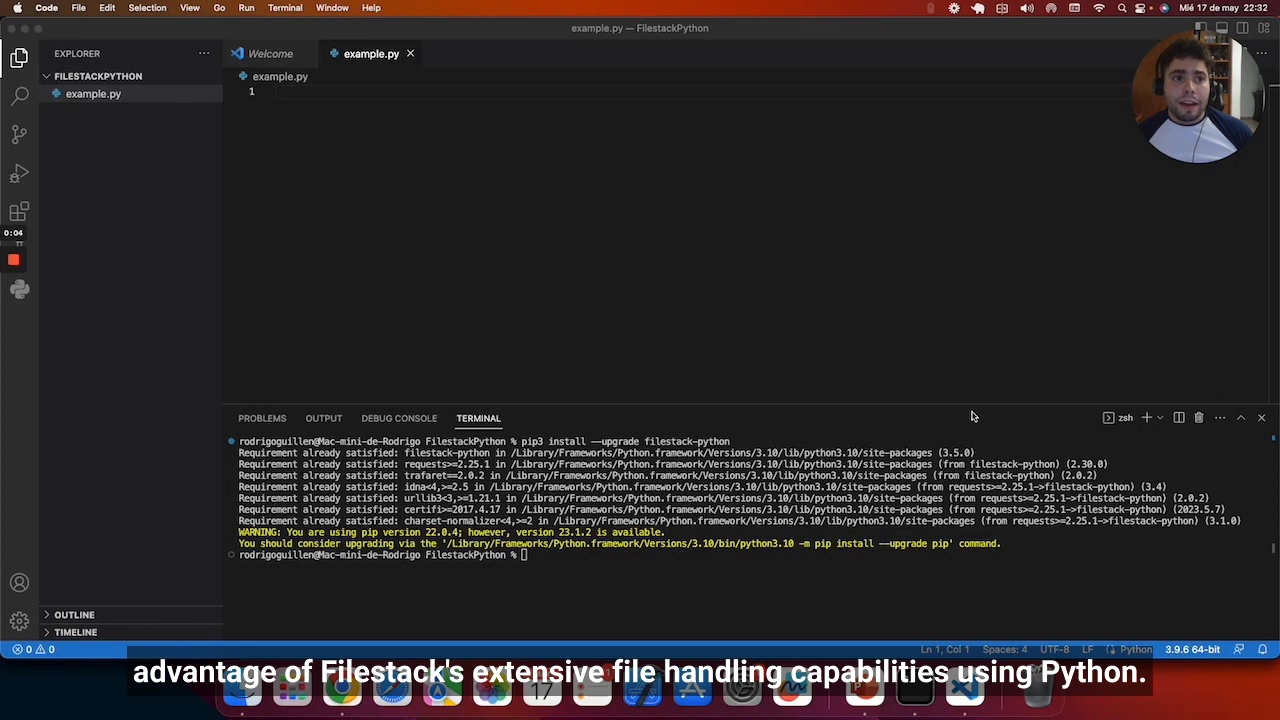 Code File Edit Selection View Go Run Terminal Window Help Mié 17 de may 22:32
example.py — FilestackPython
EXPLORER
Welcome
example.py
FILESTACKPYTHON
example.py
example.py
1
0:04
PROBLEMS OUTPUT DEBUG CONSOLE TERMINAL
zsh
rodrigoguillen@Mac-mini-de-Rodrigo FilestackPython % pip3 install --upgrade filestack-python
Requirement already satisfied: filestack-python in /Library/Frameworks/Python.framework/Versions/3.10/lib/python3.10/site-packages (3.5.0)
Requirement already satisfied: requests>=2.25.1 in /Library/Frameworks/Python.framework/Versions/3.10/lib/python3.10/site-packages (from filestack-python) (2.30.0)
Requirement already satisfied: trafaret==2.0.2 in /Library/Frameworks/Python.framework/Versions/3.10/lib/python3.10/site-packages (from filestack-python) (2.0.2)
Requirement already satisfied: idna<4,>=2.5 in /Library/Frameworks/Python.framework/Versions/3.10/lib/python3.10/site-packages (from requests>=2.25.1->filestack-python) (3.4)
Requirement already satisfied: urllib3<3,>=1.21.1 in /Library/Frameworks/Python.framework/Versions/3.10/lib/python3.10/site-packages (from requests>=2.25.1->filestack-python) (2.0.2)
Requirement already satisfied: certifi>=2017.4.17 in /Library/Frameworks/Python.framework/Versions/3.10/lib/python3.10/site-packages (from requests>=2.25.1->filestack-python) (2023.5.7)
Requirement already satisfied: charset-normalizer<4,>=2 in /Library/Frameworks/Python.framework/Versions/3.10/lib/python3.10/site-packages (from requests>=2.25.1->filestack-python) (3.1.0)
WARNING: You are using pip version 22.0.4; however, version 23.1.2 is available.
You should consider upgrading via the '/Library/Frameworks/Python.framework/Versions/3.10/bin/python3.10 -m pip install --upgrade pip' command.
rodrigoguillen@Mac-mini-de-Rodrigo FilestackPython %
OUTLINE
TIMELINE
0 0 Ln 1, Col 1 Spaces: 4 UTF-8 LF Python 3.9.6 64-bit
advantage of Filestack's extensive file handling capabilities using Python.
17